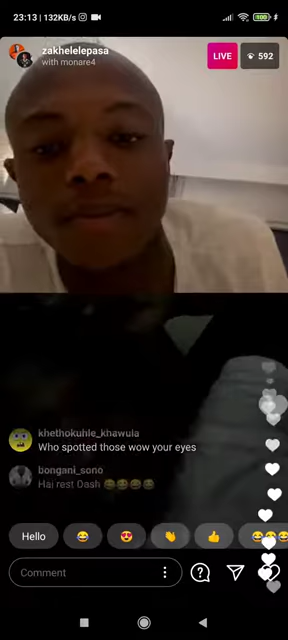 23:13 | 132KB/s
100
zakhelelepasa
with monare4
LIVE
592
khethokuhle_khawula
Who spotted those wow your eyes
bongani_sono
Hai rest Dash 😂😂😂😂
Hello
Comment